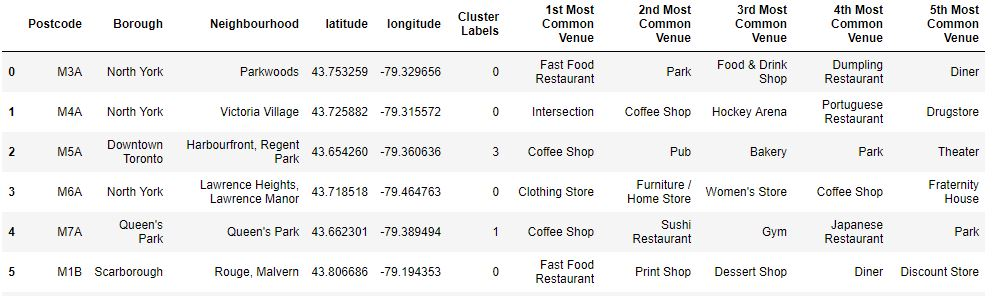 Postcode Borough Neighbourhood latitude longitude Cluster Labels 1st Most Common Venue 2nd Most Common Venue 3rd Most Common Venue 4th Most Common Venue 5th Most Common Venue
0 M3A North York Parkwoods 43.753259 -79.329656 0 Fast Food Restaurant Park Food & Drink Shop Dumpling Restaurant Diner
1 M4A North York Victoria Village 43.725882 -79.315572 0 Intersection Coffee Shop Hockey Arena Portuguese Restaurant Drugstore
2 M5A Downtown Toronto Harbourfront, Regent Park 43.654260 -79.360636 3 Coffee Shop Pub Bakery Park Theater
3 M6A North York Lawrence Heights, Lawrence Manor 43.718518 -79.464763 0 Clothing Store Furniture / Home Store Women's Store Coffee Shop Fraternity House
4 M7A Queen's Park Queen's Park 43.662301 -79.389494 1 Coffee Shop Sushi Restaurant Gym Japanese Restaurant Park
5 M1B Scarborough Rouge, Malvern 43.806686 -79.194353 0 Fast Food Restaurant Print Shop Dessert Shop Diner Discount Store